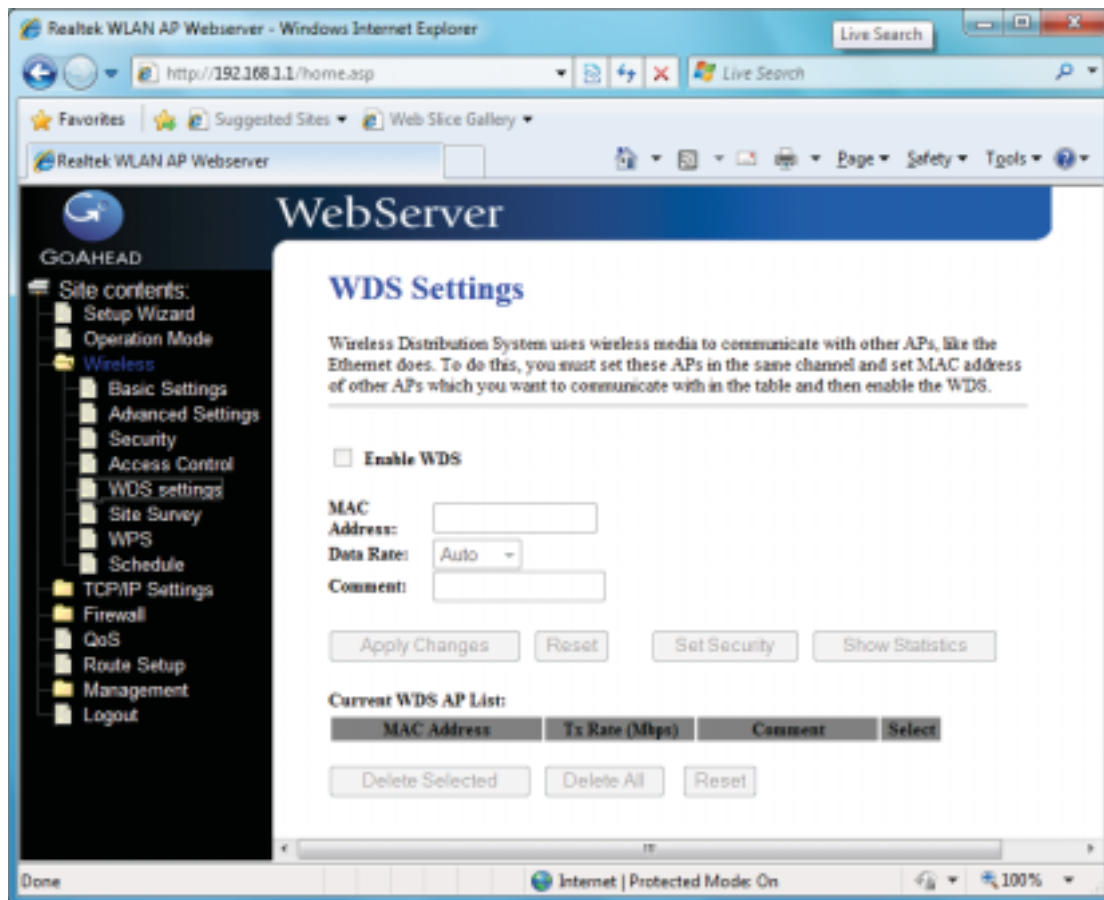 Realtek WLAN AP Webserver - Windows Internet Explorer
Live Search
http://192.168.1.1/home.asp
Live Search
Favorites
Suggested Sites
Web Slice Gallery
Realtek WLAN AP Webserver
Page
Safety
Tools
GOAHEAD
WebServer
Site contents:
Setup Wizard
Operation Mode
Wireless
Basic Settings
Advanced Settings
Security
Access Control
WDS settings
Site Survey
WPS
Schedule
TCP/IP Settings
Firewall
QoS
Route Setup
Management
Logout
WDS Settings
Wireless Distribution System uses wireless media to communicate with other APs, like the
Ethernet does. To do this, you must set these APs in the same channel and set MAC address
of other APs which you want to communicate with in the table and then enable the WDS.
Enable WDS
MAC
Address:
Data Rate: Auto
Comment:
Apply Changes Reset Set Security Show Statistics
Current WDS AP List:
MAC Address Tx Rate (Mbps) Comment Select
Delete Selected Delete All Reset
Done
Internet | Protected Mode: On
100%